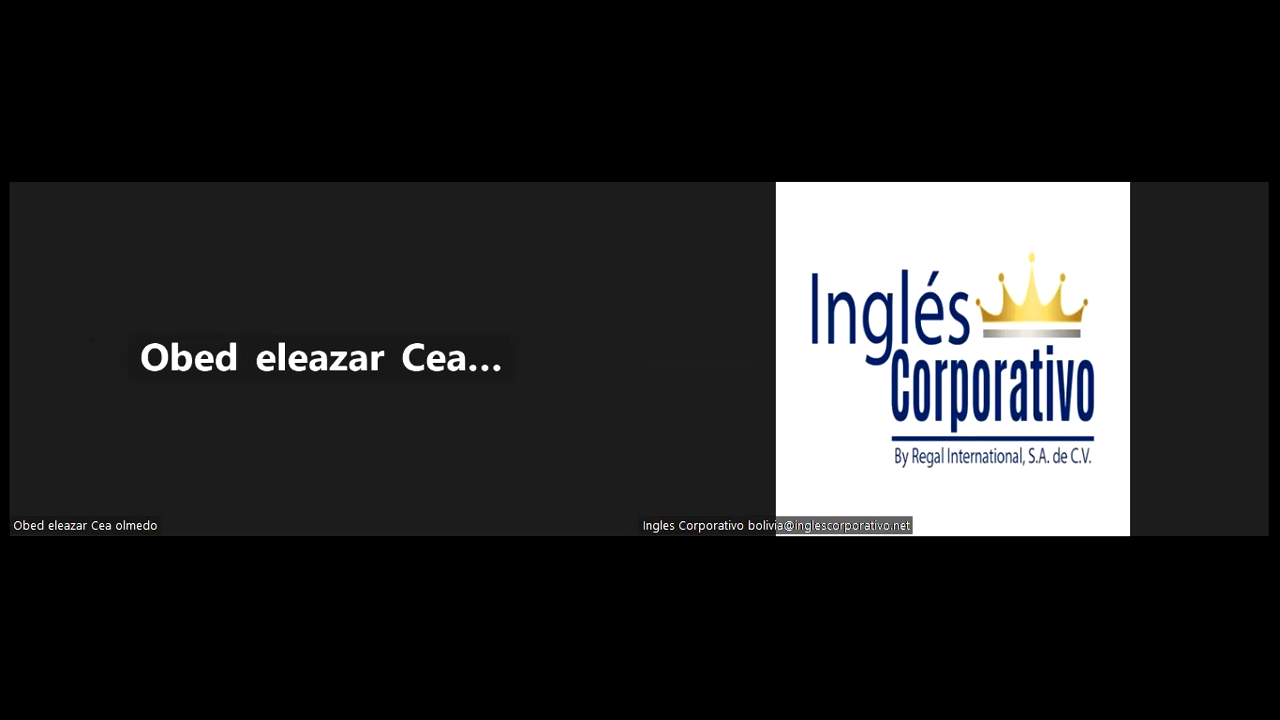 Obed eleazar Cea...
Inglés
Corporativo
By Regal International, S.A. de C.V.
Obed eleazar Cea olmedo
Ingles Corporativo bolivia@inglescorporativo.net